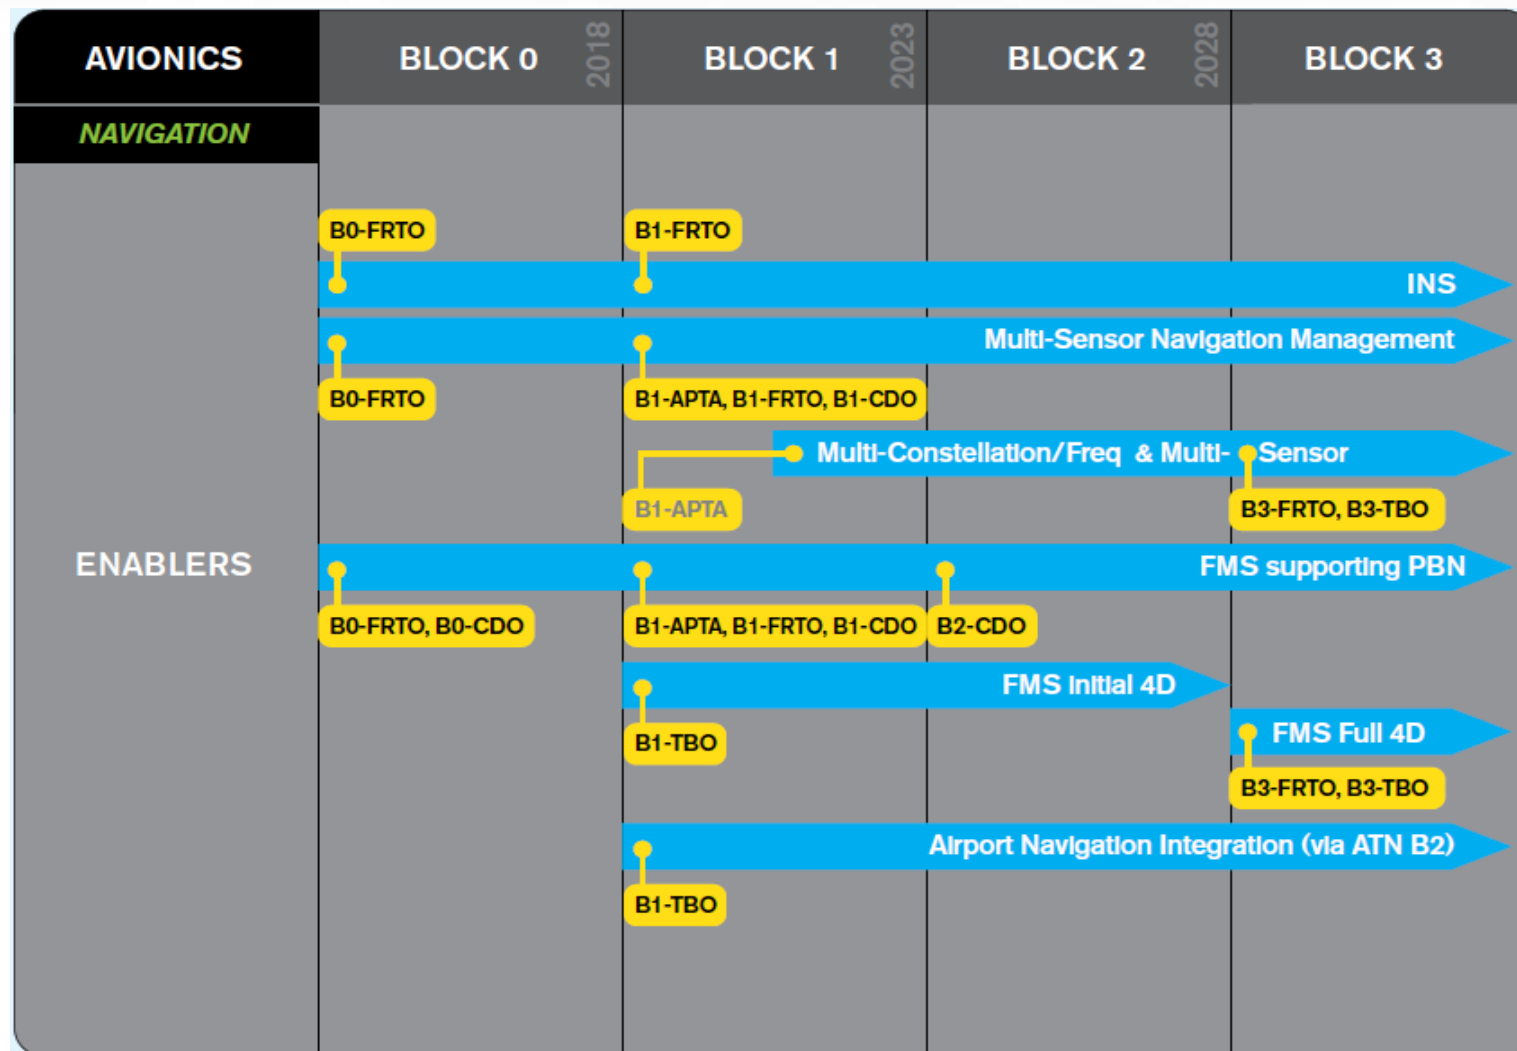 AVIONICS
BLOCK 0
2018
BLOCK 1
2023
BLOCK 2
2028
BLOCK 3
NAVIGATION
ENABLERS
B0-FRTO
B1-FRTO
INS
Multi-Sensor Navigation Management
B0-FRTO
B1-APTA, B1-FRTO, B1-CDO
Multi-Constellation/Freq & Multi- Sensor
B1-APTA
B3-FRTO, B3-TBO
FMS supporting PBN
B0-FRTO, B0-CDO
B1-APTA, B1-FRTO, B1-CDO
B2-CDO
FMS Initial 4D
B1-TBO
FMS Full 4D
B3-FRTO, B3-TBO
Airport Navigation Integration (via ATN B2)
B1-TBO